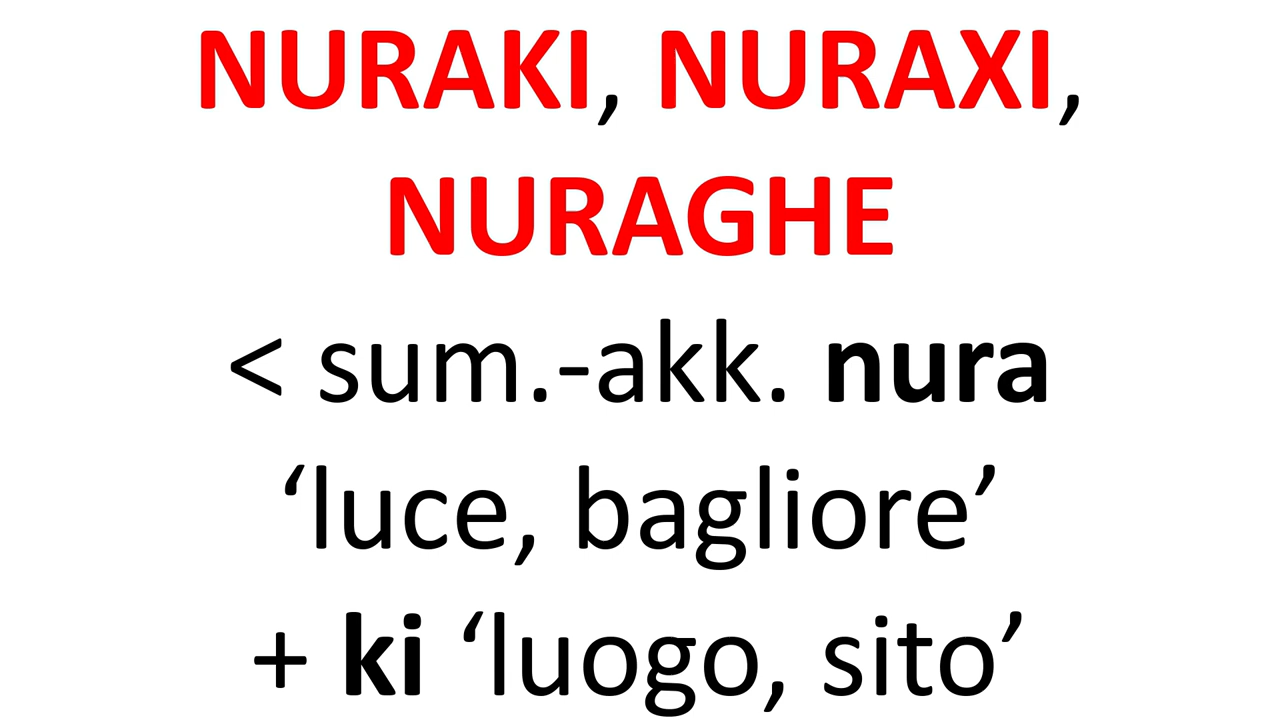 NURAKI, NURAXI,
NURAGHE
< sum.-akk. nura
‘luce, bagliore’
+ ki ‘luogo, sito’